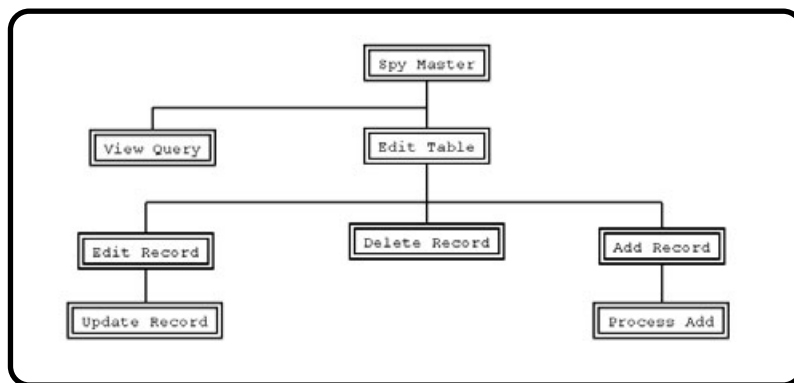 Spy Master
View Query
Edit Table
Edit Record
Delete Record
Add Record
Update Record
Process Add